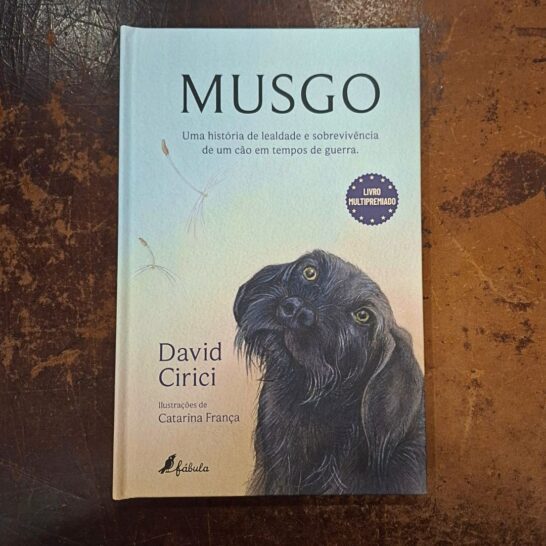 MUSGO
Uma história de lealdade e sobrevivência
de um cão em tempos de guerra.
LIVRO
MULTIPREMIADO
David
Cirici
Ilustrações de
Catarina França
fábula